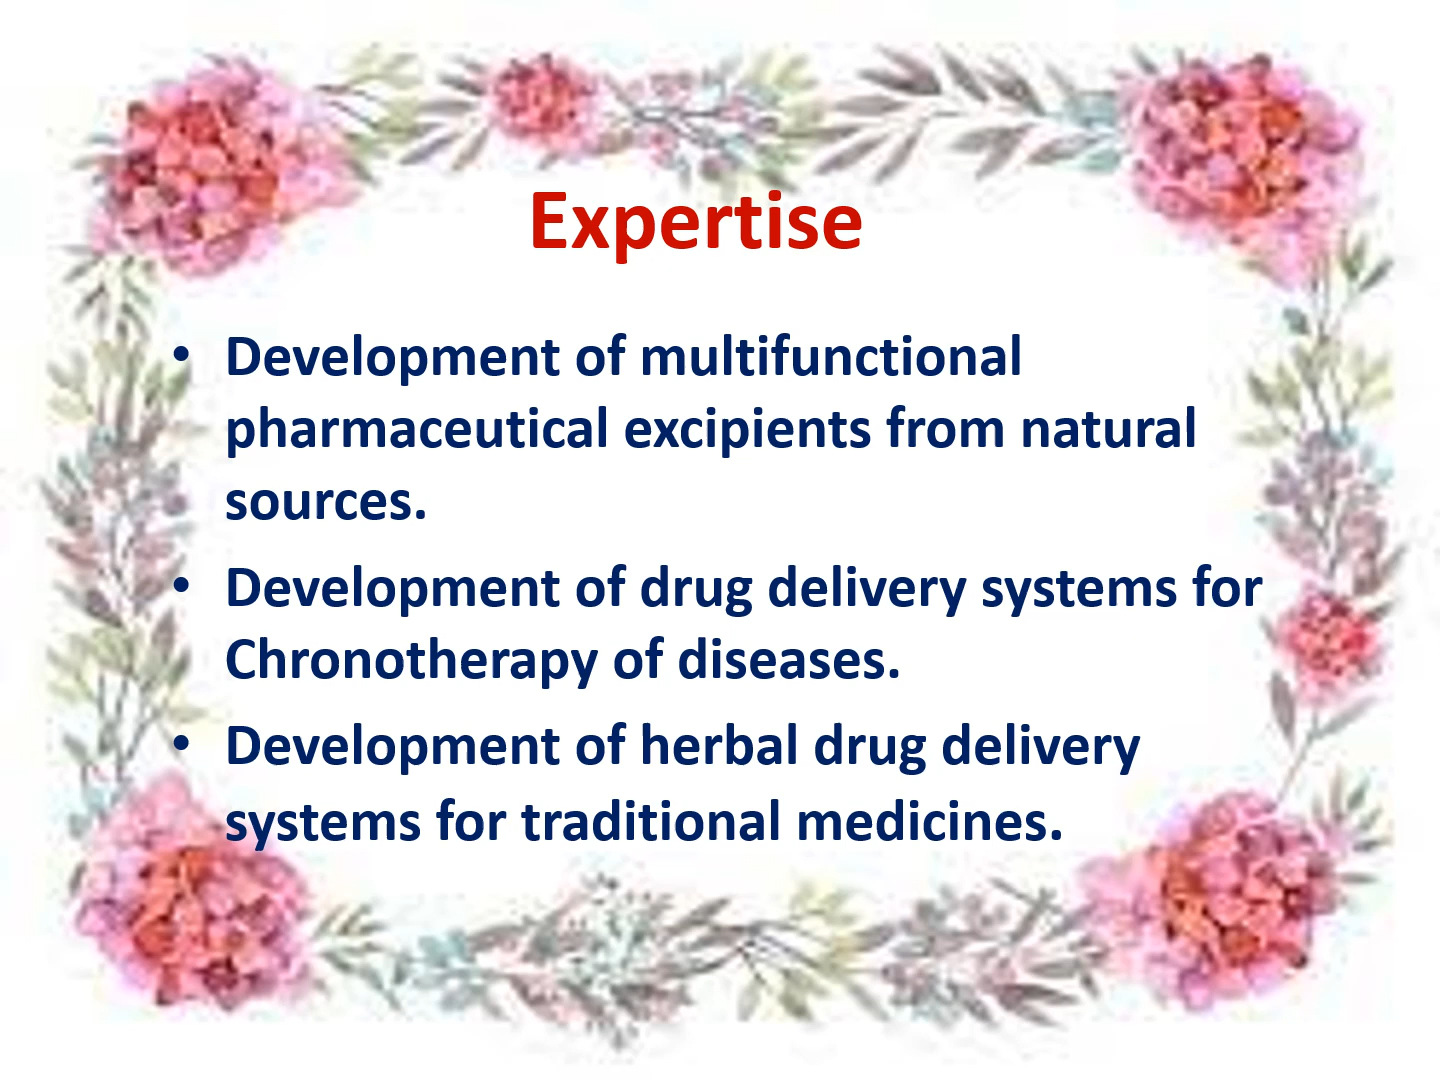 Expertise
• Development of multifunctional
pharmaceutical excipients from natural
sources.
• Development of drug delivery systems for
Chronotherapy of diseases.
• Development of herbal drug delivery
systems for traditional medicines.